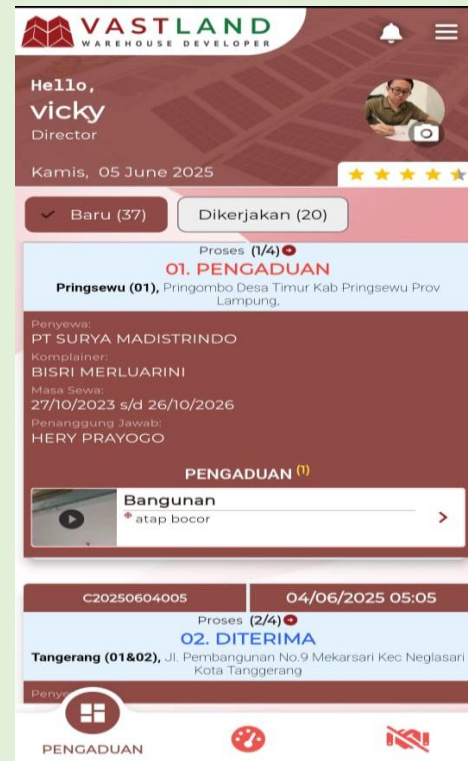 VASTLAND
WAREHOUSE DEVELOPER
Hello,
vicky
Director
Kamis, 05 June 2025
Baru (37)
Dikerjakan (20)
Proses (1/4)
01. PENGADUAN
Pringsewu (01), Pringombo Desa Timur Kab Pringsewu Prov
Lampung,
Penyewa:
PT SURYA MADISTRINDO
Komplainer:
BISRI MERLUARINI
Masa Sewa:
27/10/2023 s/d 26/10/2026
Penanggung Jawab:
HERY PRAYOGO
PENGADUAN (1)
Bangunan
* atap bocor
C20250604005
04/06/2025 05:05
Proses (2/4)
02. DITERIMA
Tangerang (01&02), Jl. Pembangunan No.9 Mekarsari Kec Neglasari
Kota Tanggerang
PENGADUAN